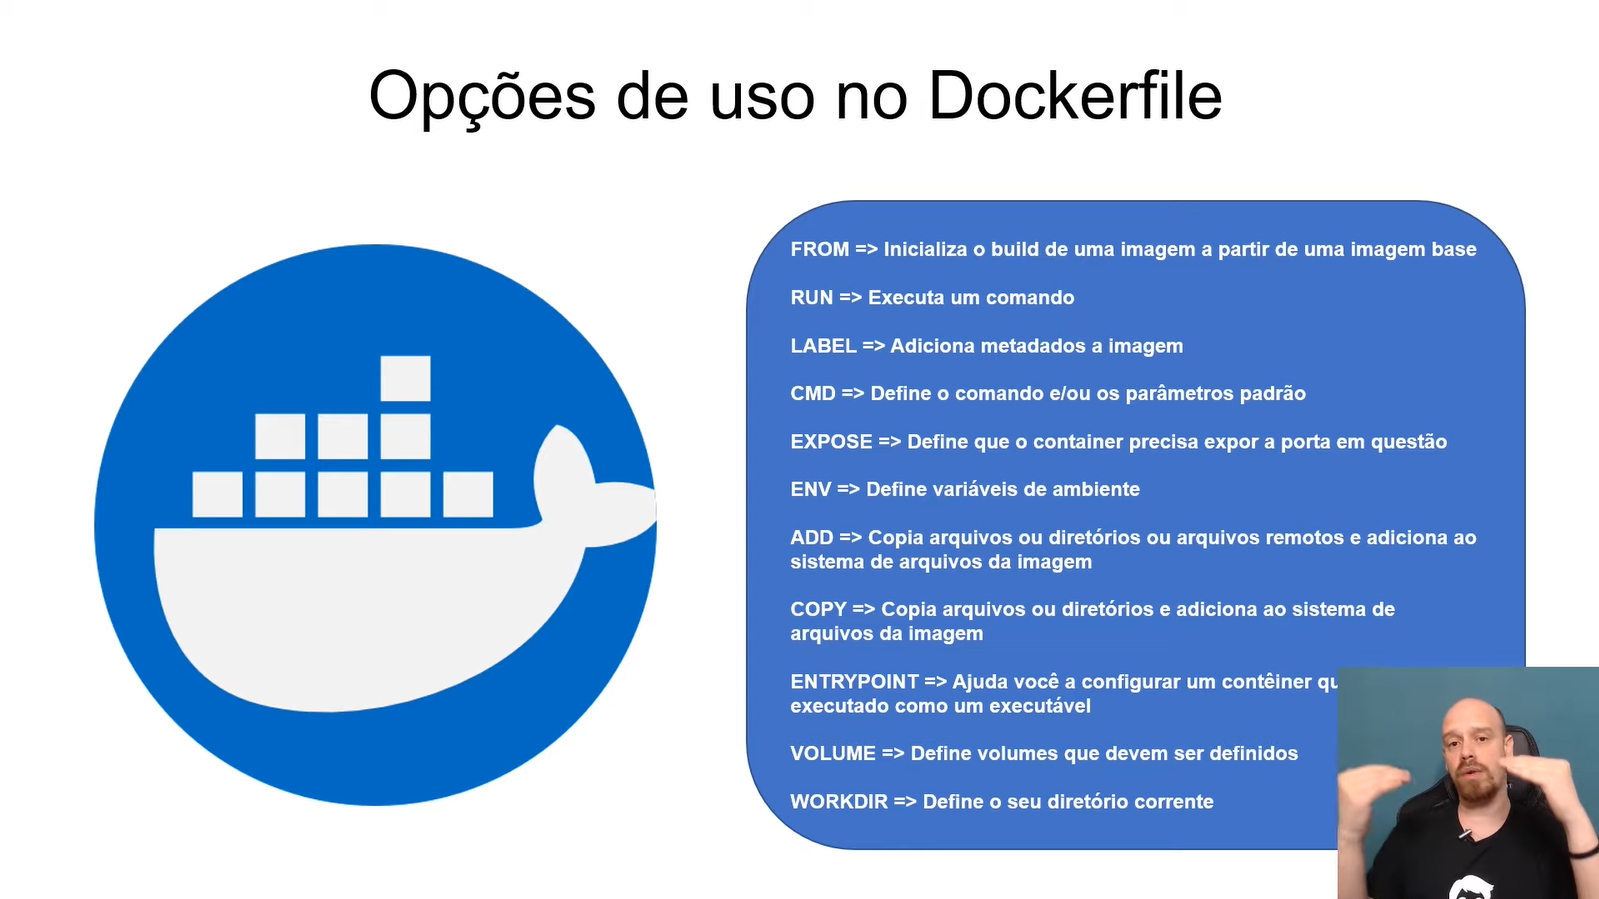 Opções de uso no Dockerfile
FROM => Inicializa o build de uma imagem a partir de uma imagem base
RUN => Executa um comando
LABEL => Adiciona metadados a imagem
CMD => Define o comando e/ou os parâmetros padrão
EXPOSE => Define que o container precisa expor a porta em questão
ENV => Define variáveis de ambiente
ADD => Copia arquivos ou diretórios ou arquivos remotos e adiciona ao
sistema de arquivos da imagem
COPY => Copia arquivos ou diretórios e adiciona ao sistema de
arquivos da imagem
ENTRYPOINT => Ajuda você a configurar um contêiner
executado como um executável
VOLUME => Define volumes que devem ser definidos
WORKDIR => Define o seu diretório corrente